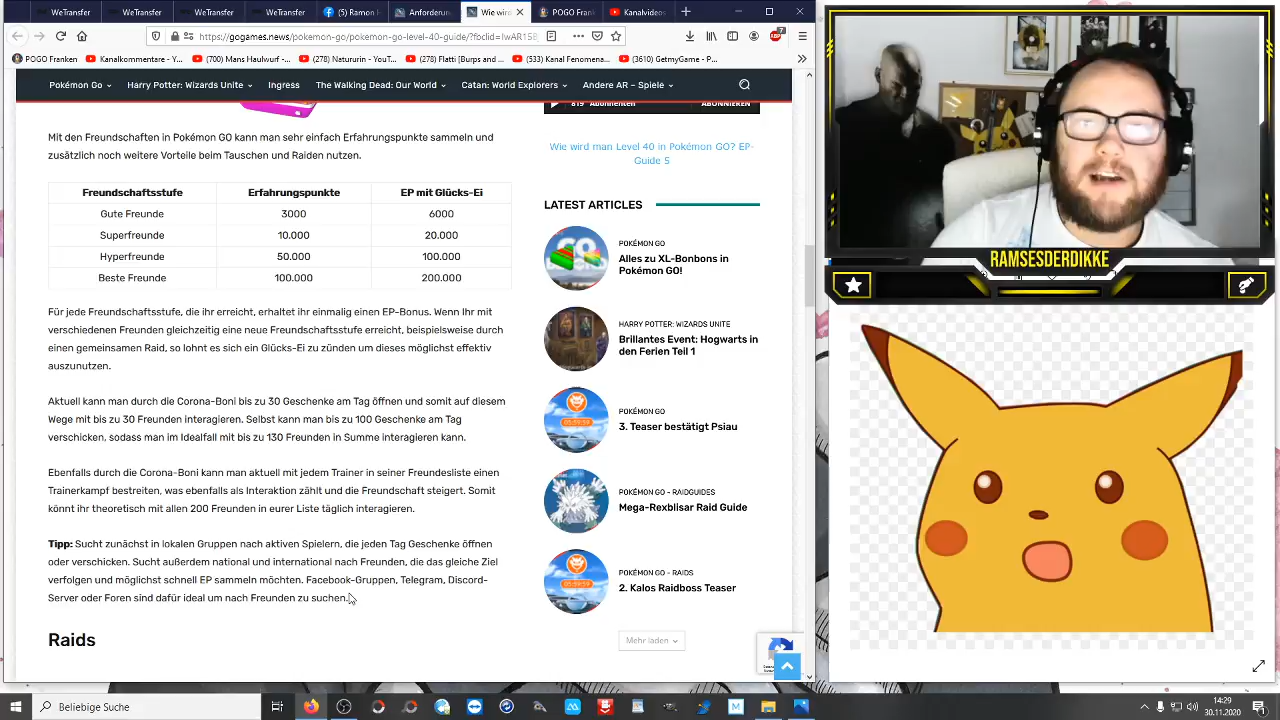 WeTransfer
WeTransfer
WeTransfer
WeTransfer
(5) Ramon
Amboderun
Wie wird
POGO Frank
Kanalvideos
https://gogames.news/pokemon-go/pokemon-go-level-40-guide/?fbclid=IwAR158
POGO Franken
Kanalkommentare - Y...
(700) Mans Haulwuf -...
(278) Natururin - YouT...
(278) Flatti [Burps and ...
(533) Kanal Fenomena...
(3610) GetmyGame - P...
Pokémon Go
Harry Potter: Wizards Unite
Ingress
The Walking Dead: Our World
Catan: World Explorers
Andere AR – Spiele
Mit den Freundschaften in Pokémon GO kann man sehr einfach Erfahrungspunkte sammeln und
zusätzlich noch weitere Vorteile beim Tauschen und Raiden nutzen.
Freundschaftsstufe Erfahrungspunkte EP mit Glücks-Ei
Gute Freunde 3000 6000
Superfreunde 10.000 20.000
Hyperfreunde 50.000 100.000
Beste Freunde 100.000 200.000
Für jede Freundschaftsstufe, die ihr erreicht, erhaltet ihr einmalig einen EP-Bonus. Wenn Ihr mit
verschiedenen Freunden gleichzeitig eine neue Freundschaftsstufe erreicht, beispielsweise durch
einen gemeinsamen Raid, so lohnt es sich ein Glücks-Ei zu zünden um dieses möglichst effektiv
auszunutzen.
Aktuell kann man durch die Corona-Boni bis zu 30 Geschenke am Tag öffnen und somit auf diesem
Wege mit bis zu 30 Freunden interagieren. Selbst kann man bis zu 100 Geschenke am Tag
verschicken, sodass man im Idealfall mit bis zu 130 Freunden in Summe interagieren kann.
Ebenfalls durch die Corona-Boni kann man aktuell mit jedem Trainer in seiner Freundesliste einen
Trainerkampf bestreiten, was ebenfalls als Interaktion zählt und die Freundschaft steigert. Somit
könnt ihr theoretisch mit allen 200 Freunden in eurer Liste täglich interagieren.
Tipp: Sucht zunächst in lokalen Gruppen nach aktiven Spielern, die jeden Tag Geschenke öffnen
oder verschicken. Sucht außerdem national und international nach Freunden, die das gleiche Ziel
verfolgen und möglichst schnell EP sammeln möchten. Facebook-Gruppen, Telegram, Discord-
Server oder Foren sind dafür ideal um nach Freunden zu suchen.
Raids
819 Abonnenten ABONNIEREN
Wie wird man Level 40 in Pokémon GO? EP-
Guide 5
LATEST ARTICLES
POKÉMON GO
Alles zu XL-Bonbons in
Pokémon GO!
HARRY POTTER: WIZARDS UNITE
Brillantes Event: Hogwarts in
den Ferien Teil 1
POKÉMON GO
3. Teaser bestätigt Psiau
POKÉMON GO - RAIDGUIDES
Mega-Rexblisar Raid Guide
POKÉMON GO - RAIDS
2. Kalos Raidboss Teaser
Mehr laden
RAMSESDERDIKKE
Beliebige Suche
14:29
30.11.2020